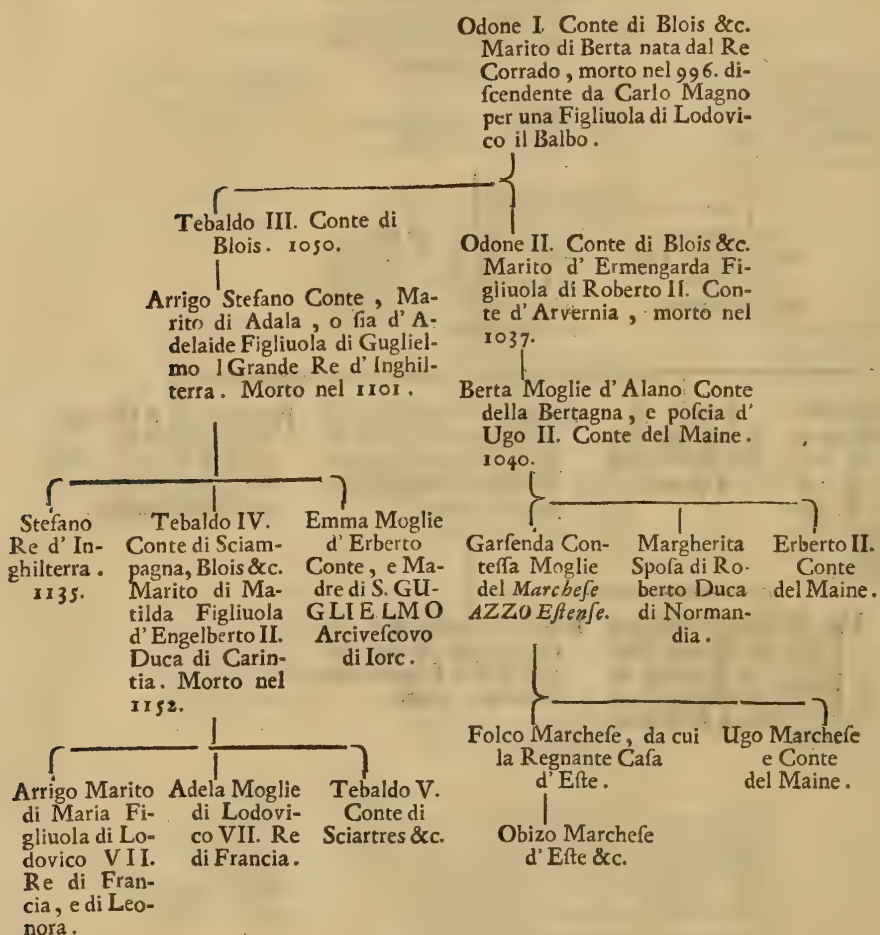 Odone I. Conte di Blois &c.
Marito di Berta nata dal Re
Corrado, morto nel 996. di-
ſcendente da Carlo Magno
per una Figliuola di Lodovi-
co il Balbo.
Tebaldo III. Conte di
Blois. 1050.
Odone II. Conte di Blois &c.
Marito d' Ermengarda Fi-
gliuola di Roberto II. Con-
te d' Arvernia, morto nel
1037.
Arrigo Stefano Conte, Ma-
rito di Adala, o ſia d' A-
delaide Figliuola di Gugliel-
mo l Grande Re d' Inghil-
terra. Morto nel 1101.
Berta Moglie d' Alano Conte
della Bertagna, e poſcia d'
Ugo II. Conte del Maine.
1040.
Stefano
Re d' In-
ghilterra.
1135.
Tebaldo IV.
Conte di Sciam-
pagna, Blois &c.
Marito di Ma-
tilda Figliuola
d' Engelberto II.
Duca di Carin-
tia. Morto nel
1152.
Emma Moglie
d' Erberto
Conte, e Ma-
dre di S. GU-
GLIELMO
Arciveſcovo
di Iorc.
Garſenda Con-
teſſa Moglie
del Marcheſe
AZZO Eſtenſe.
Margherita
Spoſa di Ro-
berto Duca
di Norman-
dia.
Erberto II.
Conte
del Maine.
Folco Marcheſe, da cui
la Regnante Caſa
d' Eſte.
Ugo Marcheſe
e Conte
del Maine.
Arrigo Marito
di Maria Fi-
gliuola di Lo-
dovico VII.
Re di Fran-
cia, e di Leo-
nora.
Adela Moglie
di Lodovi-
co VII. Re
di Francia.
Tebaldo V.
Conte di
Sciartres &c.
Obizo Marcheſe
d' Eſte &c.